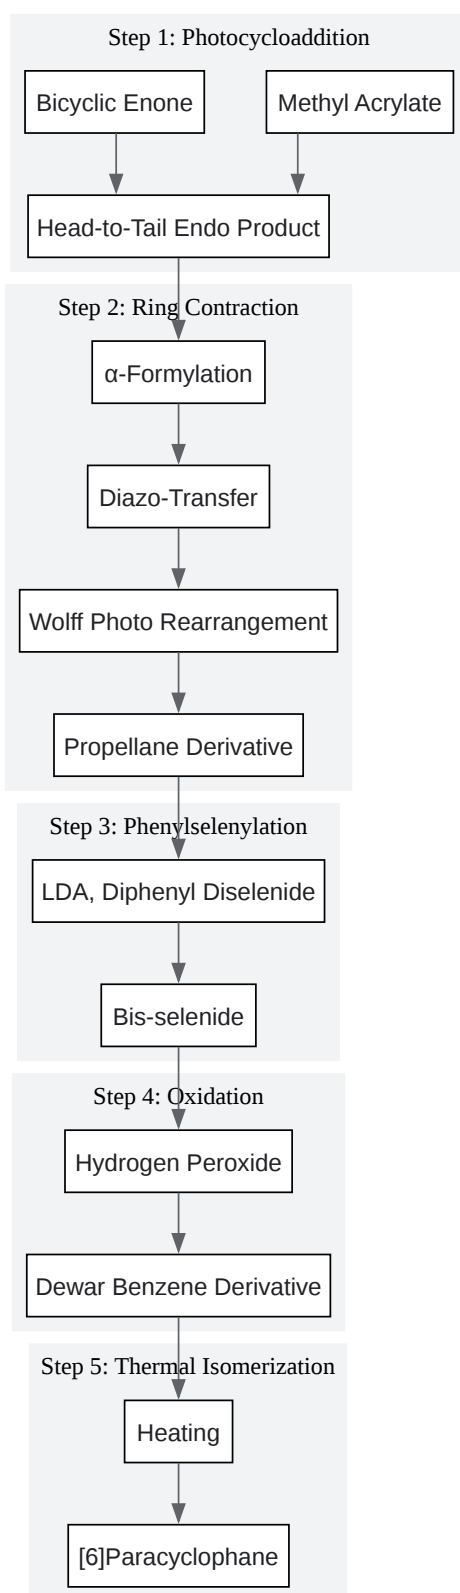 Step 1: Photocycloaddition
Bicyclic Enone
Methyl Acrylate
Head-to-Tail Endo Product
Step 2: Ring Contraction
α-Formylation
Diazo-Transfer
Wolff Photo Rearrangement
Propellane Derivative
Step 3: Phenylselenylation
LDA, Diphenyl Diselenide
Bis-selenide
Step 4: Oxidation
Hydrogen Peroxide
Dewar Benzene Derivative
Step 5: Thermal Isomerization
Heating
[6]Paracyclophane